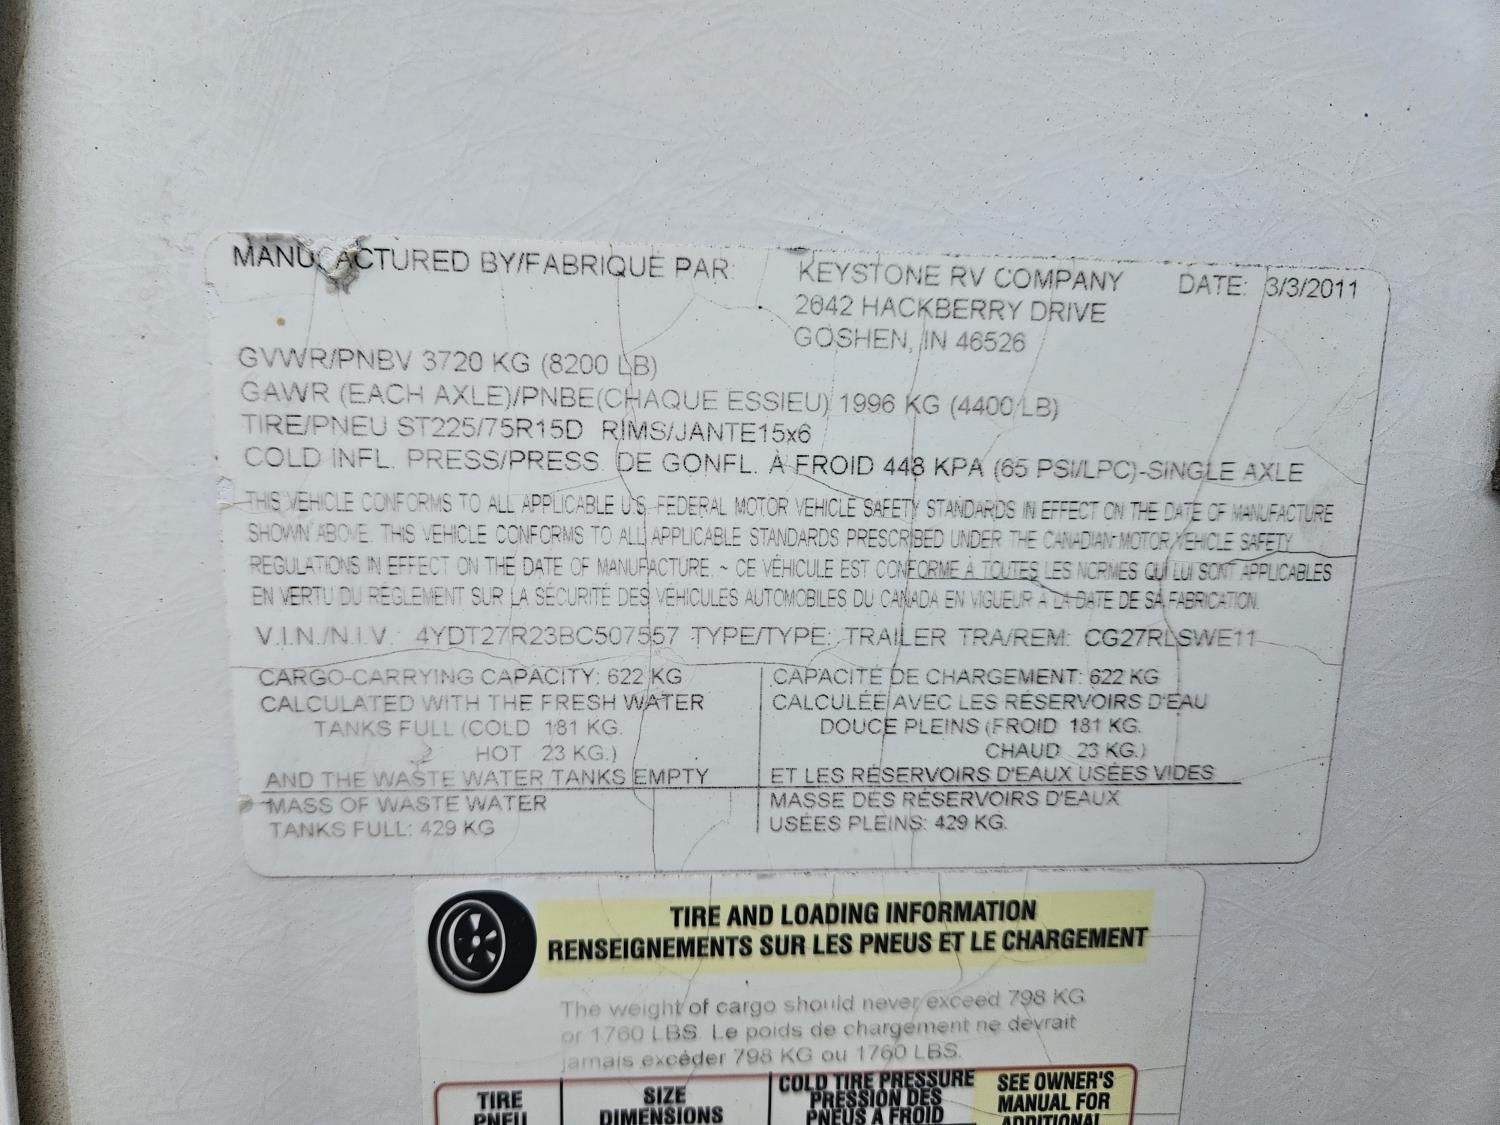 MANUFACTURED BY/FABRIQUÉ PAR:
KEYSTONE RV COMPANY
DATE: 3/3/2011
2642 HACKBERRY DRIVE
GOSHEN, IN 46526
GVWR/PNBV 3720 KG (8200 LB)
GAWR (EACH AXLE)/PNBE(CHAQUE ESSIEU) 1996 KG (4400 LB)
TIRE/PNEU ST225/75R15D RIMS/JANTE15x6
COLD INFL. PRESS/PRESS. DE GONFL. À FROID 448 KPA (65 PSI/LPC)-SINGLE AXLE
THIS VEHICLE CONFORMS TO ALL APPLICABLE U.S. FEDERAL MOTOR VEHICLE SAFETY STANDARDS IN EFFECT ON THE DATE OF MANUFACTURE
SHOWN ABOVE. THIS VEHICLE CONFORMS TO ALL APPLICABLE STANDARDS PRESCRIBED UNDER THE CANADIAN MOTOR VEHICLE SAFETY
REGULATIONS IN EFFECT ON THE DATE OF MANUFACTURE. ~ CE VÉHICULE EST CONFORME À TOUTES LES NORMES QUI LUI SONT APPLICABLES
EN VERTU DU RÈGLEMENT SUR LA SÉCURITÉ DES VÉHICULES AUTOMOBILES DU CANADA EN VIGUEUR À LA DATE DE SA FABRICATION.
V.I.N./N.I.V.: 4YDT27R23BC507557 TYPE/TYPE: TRAILER TRA/REM: CG27RLSWE11
CARGO-CARRYING CAPACITY: 622 KG
CALCULATED WITH THE FRESH WATER
TANKS FULL (COLD 181 KG.
HOT 23 KG.)
AND THE WASTE WATER TANKS EMPTY
MASS OF WASTE WATER
TANKS FULL: 429 KG
CAPACITÉ DE CHARGEMENT: 622 KG
CALCULÉE AVEC LES RÉSERVOIRS D'EAU
DOUCE PLEINS (FROID 181 KG.
CHAUD 23 KG.)
ET LES RÉSERVOIRS D'EAUX USÉES VIDES
MASSE DES RÉSERVOIRS D'EAUX
USÉES PLEINS: 429 KG.
TIRE AND LOADING INFORMATION
RENSEIGNEMENTS SUR LES PNEUS ET LE CHARGEMENT
The weight of cargo should never exceed 798 KG
or 1760 LBS. Le poids de chargement ne devrait
jamais excéder 798 KG ou 1760 LBS.
TIRE
PNEU
SIZE
DIMENSIONS
COLD TIRE PRESSURE
PRESSION DES
PNEUS A FROID
SEE OWNER'S
MANUAL FOR
ADDITIONAL